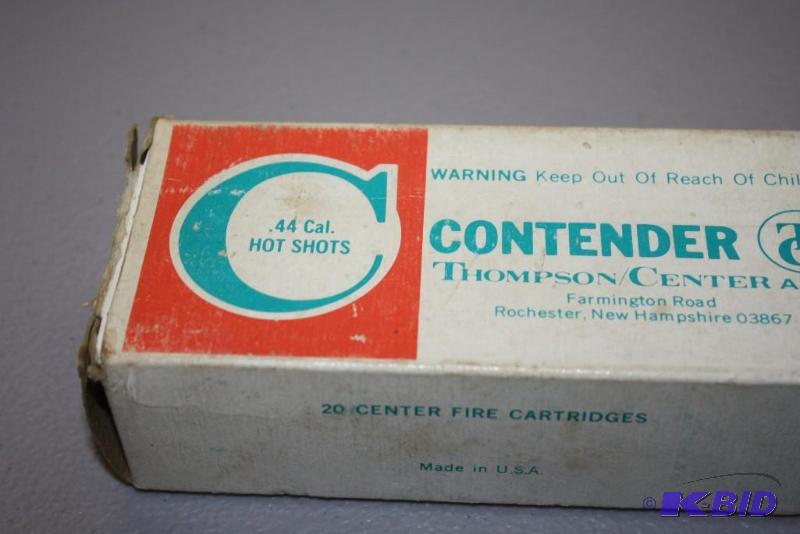 WARNING Keep Out Of Reach Of Chil
C
.44 Cal.
HOT SHOTS
CONTENDER TC
THOMPSON/CENTER A
Farmington Road
Rochester, New Hampshire 03867
20 CENTER FIRE CARTRIDGES
Made in U.S.A.
© K-BID